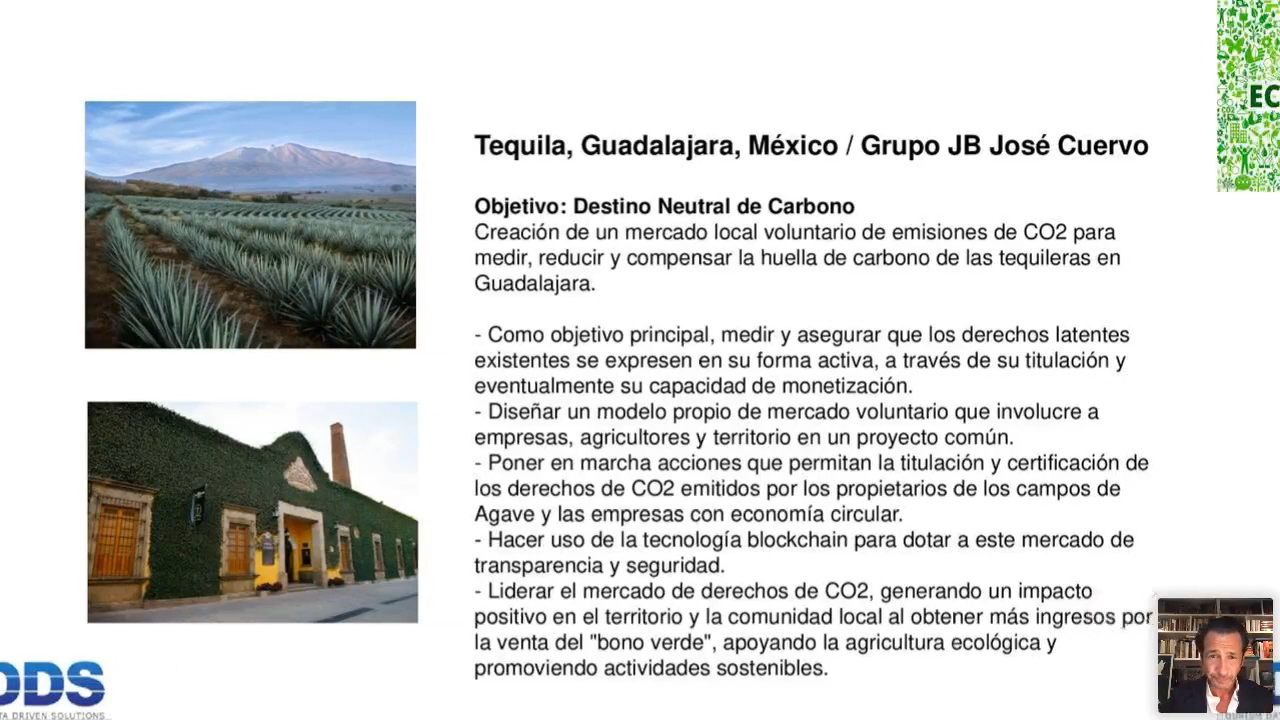 EC
Tequila, Guadalajara, México / Grupo JB José Cuervo
Objetivo: Destino Neutral de Carbono
Creación de un mercado local voluntario de emisiones de CO2 para
medir, reducir y compensar la huella de carbono de las tequileras en
Guadalajara.
- Como objetivo principal, medir y asegurar que los derechos latentes
existentes se expresen en su forma activa, a través de su titulación y
eventualmente su capacidad de monetización.
- Diseñar un modelo propio de mercado voluntario que involucre a
empresas, agricultores y territorio en un proyecto común.
- Poner en marcha acciones que permitan la titulación y certificación de
los derechos de CO2 emitidos por los propietarios de los campos de
Agave y las empresas con economía circular.
- Hacer uso de la tecnología blockchain para dotar a este mercado de
transparencia y seguridad.
- Liderar el mercado de derechos de CO2, generando un impacto
positivo en el territorio y la comunidad local al obtener más ingresos por
la venta del "bono verde", apoyando la agricultura ecológica y
promoviendo actividades sostenibles.
DDS
TA DRIVEN SOLUTIONS